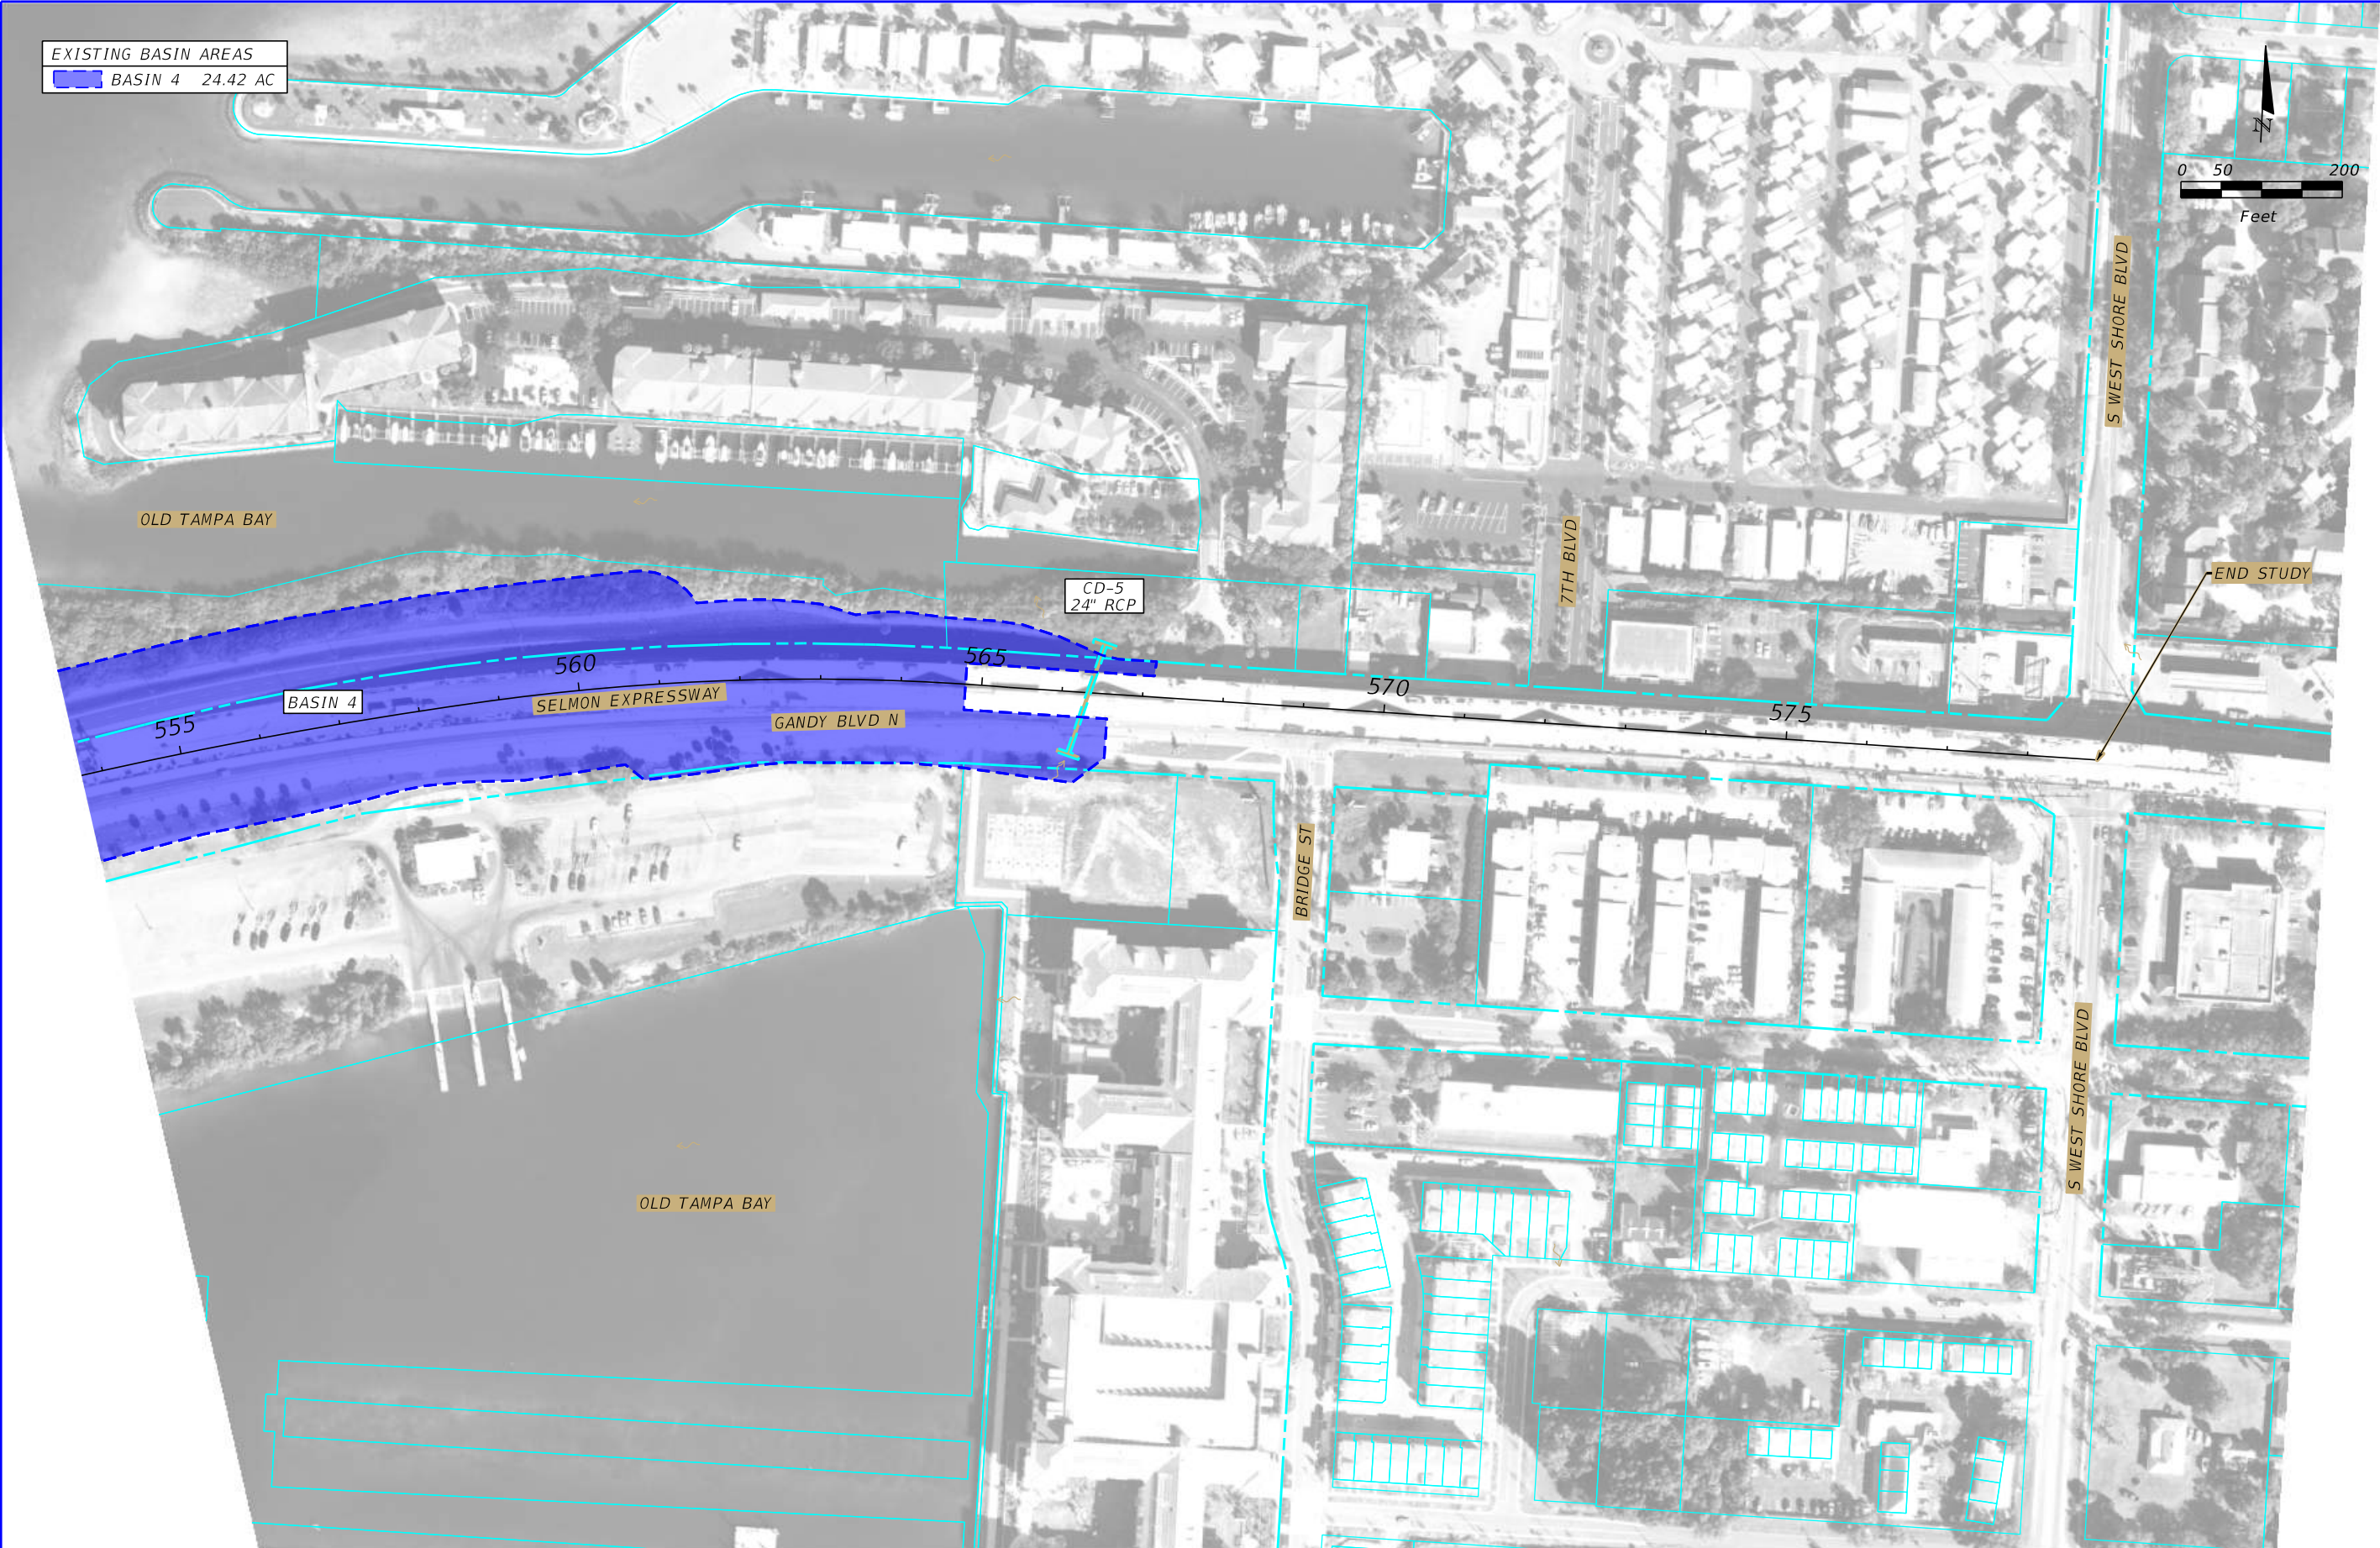 EXISTING BASIN AREAS
BASIN 4 24.42 AC
N
0 50 200
Feet
S WEST SHORE BLVD
OLD TAMPA BAY
7TH BLVD
END STUDY
CD-5
24" RCP
565
560
570
BASIN 4
SELMON EXPRESSWAY
GANDY BLVD N
555
575
BRIDGE ST
S WEST SHORE BLVD
OLD TAMPA BAY